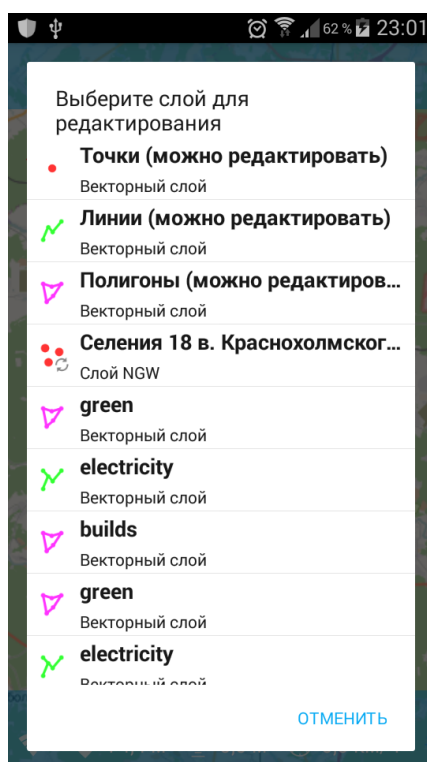 62 % 23:01
Выберите слой для
редактирования
Точки (можно редактировать)
Векторный слой
Линии (можно редактировать)
Векторный слой
Полигоны (можно редактиров...
Векторный слой
Селения 18 в. Краснохолмског...
Слой NGW
green
Векторный слой
electricity
Векторный слой
builds
Векторный слой
green
Векторный слой
electricity
Векторный слой
ОТМЕНИТЬ